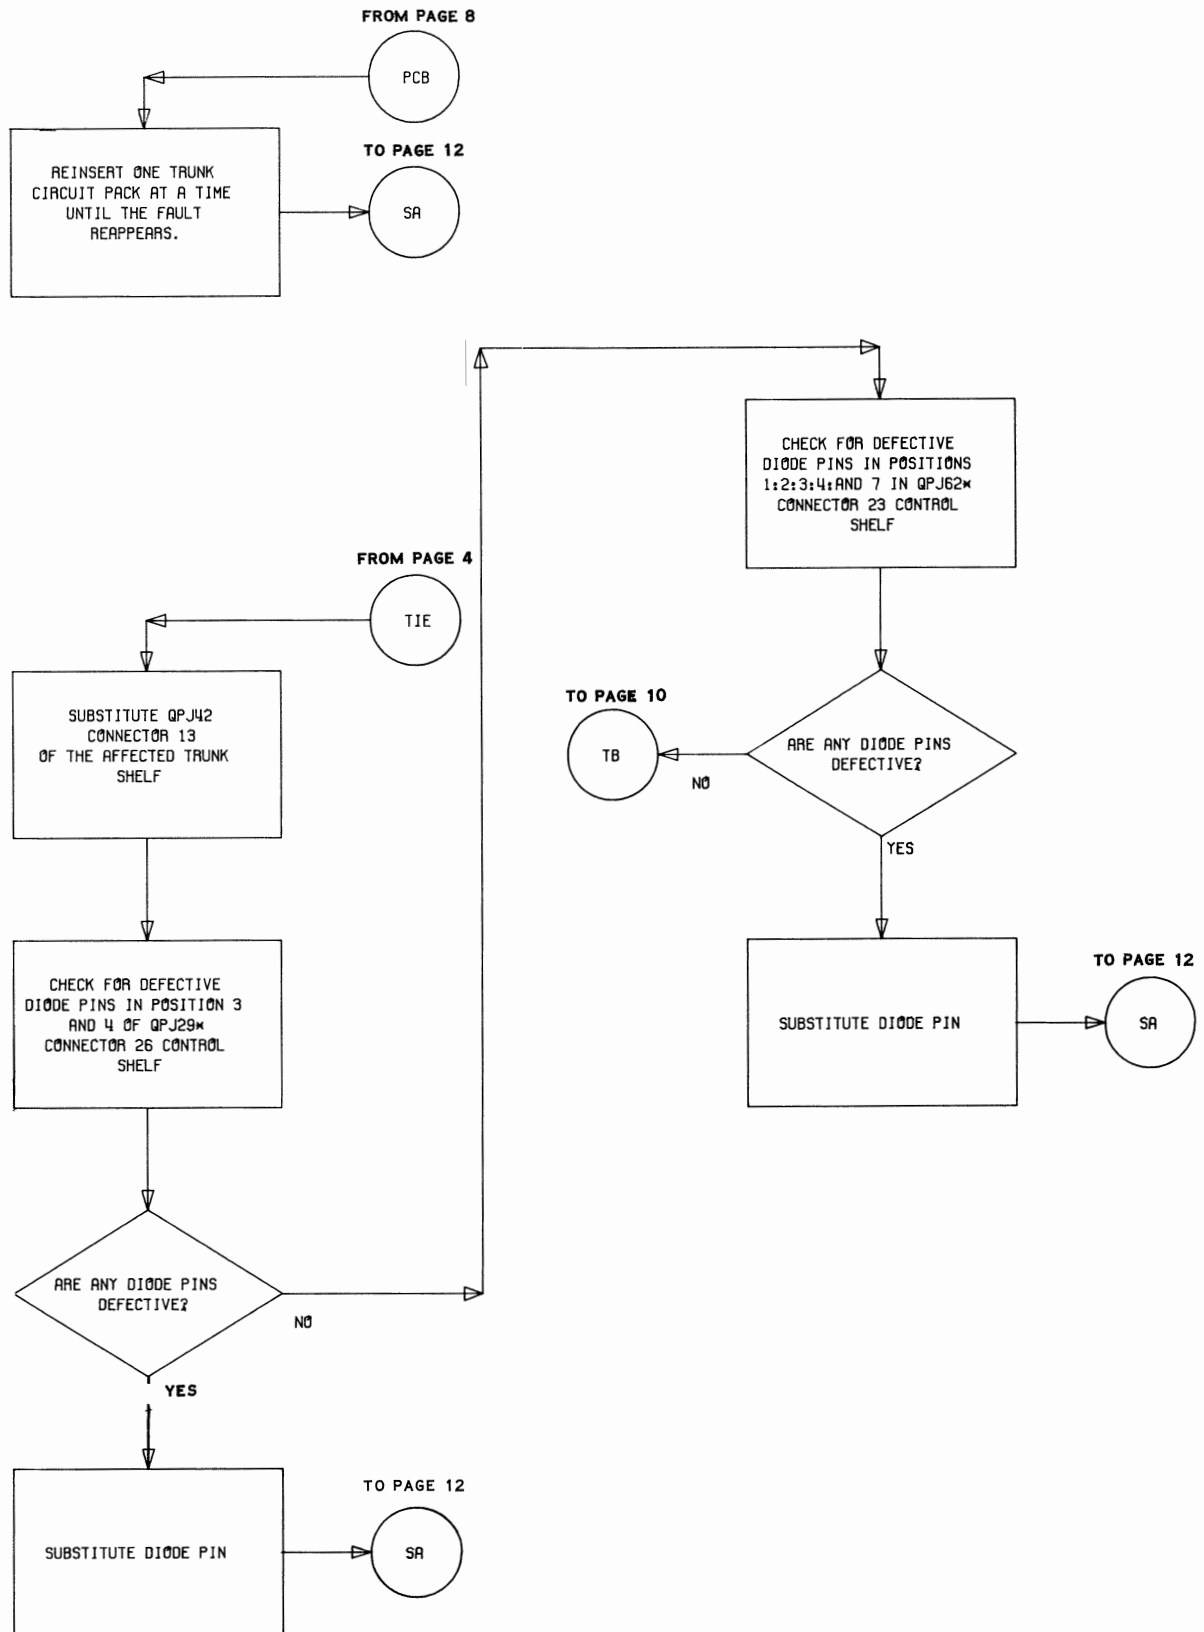 FROM PAGE 8
PCB
REINSERT ONE TRUNK
CIRCUIT PACK AT A TIME
UNTIL THE FAULT
REAPPEARS.
TO PAGE 12
SA
FROM PAGE 4
TIE
SUBSTITUTE QPJ42
CONNECTOR 13
OF THE AFFECTED TRUNK
SHELF
CHECK FOR DEFECTIVE
DIODE PINS IN POSITION 3
AND 4 OF QPJ29*
CONNECTOR 26 CONTROL
SHELF
ARE ANY DIODE PINS
DEFECTIVE?
NO
YES
SUBSTITUTE DIODE PIN
TO PAGE 12
SA
CHECK FOR DEFECTIVE
DIODE PINS IN POSITIONS
1:2:3:4:AND 7 IN QPJ62*
CONNECTOR 23 CONTROL
SHELF
ARE ANY DIODE PINS
DEFECTIVE?
TO PAGE 10
TB
NO
YES
SUBSTITUTE DIODE PIN
TO PAGE 12
SA